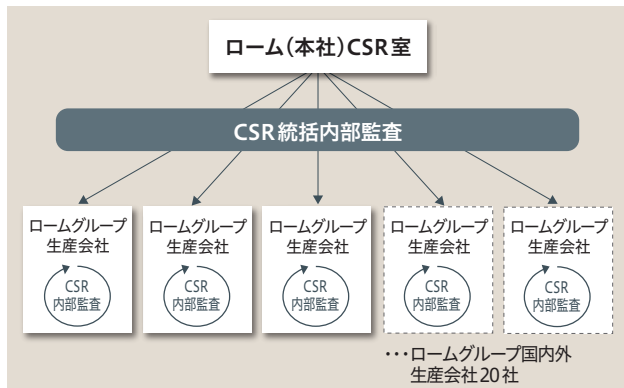 ローム（本社）CSR室
CSR統括内部監査
ロームグループ
生産会社
CSR
内部監査
ロームグループ
生産会社
CSR
内部監査
ロームグループ
生産会社
CSR
内部監査
ロームグループ
生産会社
CSR
内部監査
ロームグループ
生産会社
CSR
内部監査
･･･ロームグループ国内外
生産会社20社